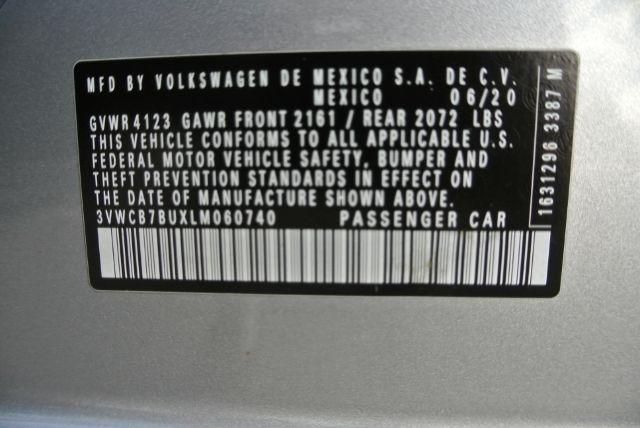 MFD BY VOLKSWAGEN DE MEXICO S.A. DE C.V.
MEXICO 06/20
GVWR 4123 GAWR FRONT 2161 / REAR 2072 LBS
THIS VEHICLE CONFORMS TO ALL APPLICABLE U.S.
FEDERAL MOTOR VEHICLE SAFETY, BUMPER AND
THEFT PREVENTION STANDARDS IN EFFECT ON
THE DATE OF MANUFACTURE SHOWN ABOVE.
3VWCB7BUXLM060740 PASSENGER CAR
1631296 3387 M